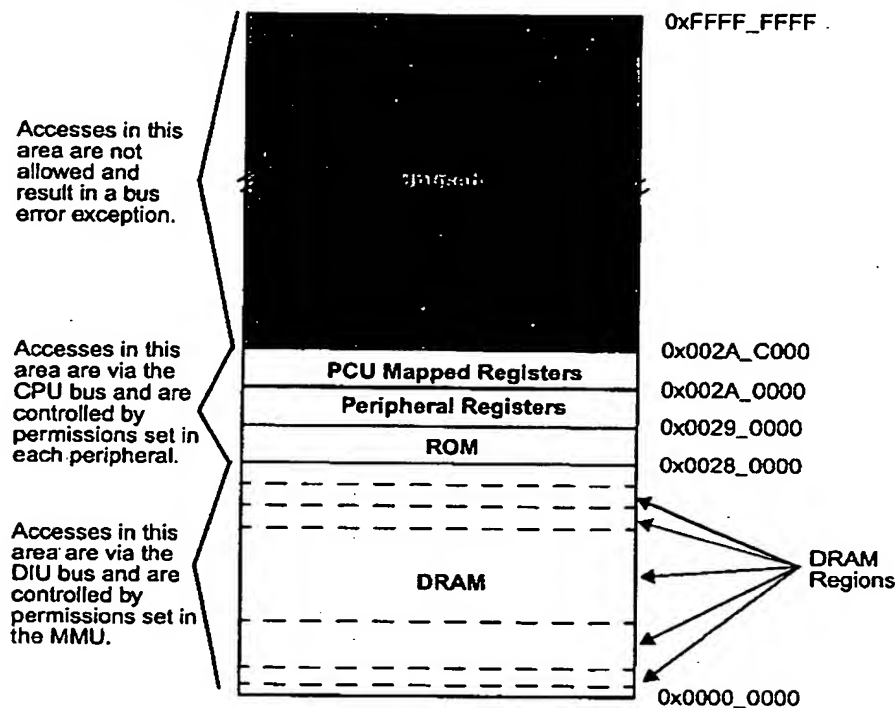 0xFFFF_FFFF
Accesses in this
area are not
allowed and
result in a bus
error exception.
0x002A_C000
Accesses in this
area are via the
CPU bus and are
controlled by
permissions set in
each peripheral.
PCU Mapped Registers
0x002A_0000
Peripheral Registers
0x0029_0000
ROM
0x0028_0000
Accesses in this
area are via the
DIU bus and are
controlled by
permissions set in
the MMU.
DRAM
DRAM
Regions
0x0000_0000